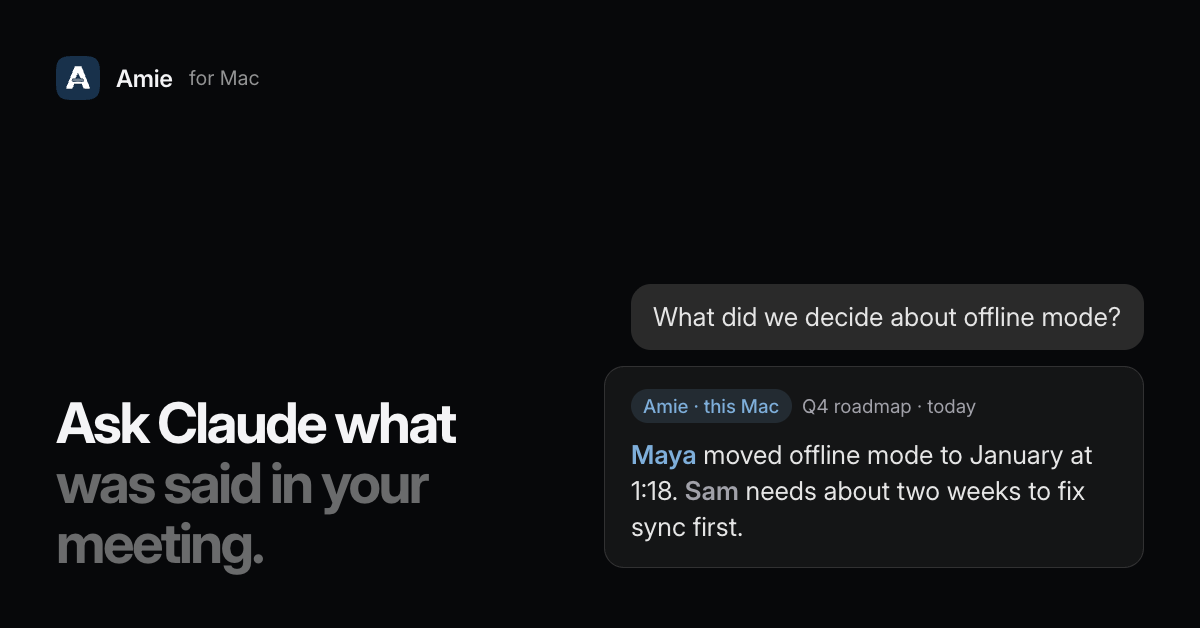 Amie for Mac
What did we decide about offline mode?
Amie · this Mac Q4 roadmap · today
Maya moved offline mode to January at
1:18. Sam needs about two weeks to fix
sync first.
Ask Claude what
was said in your
meeting.